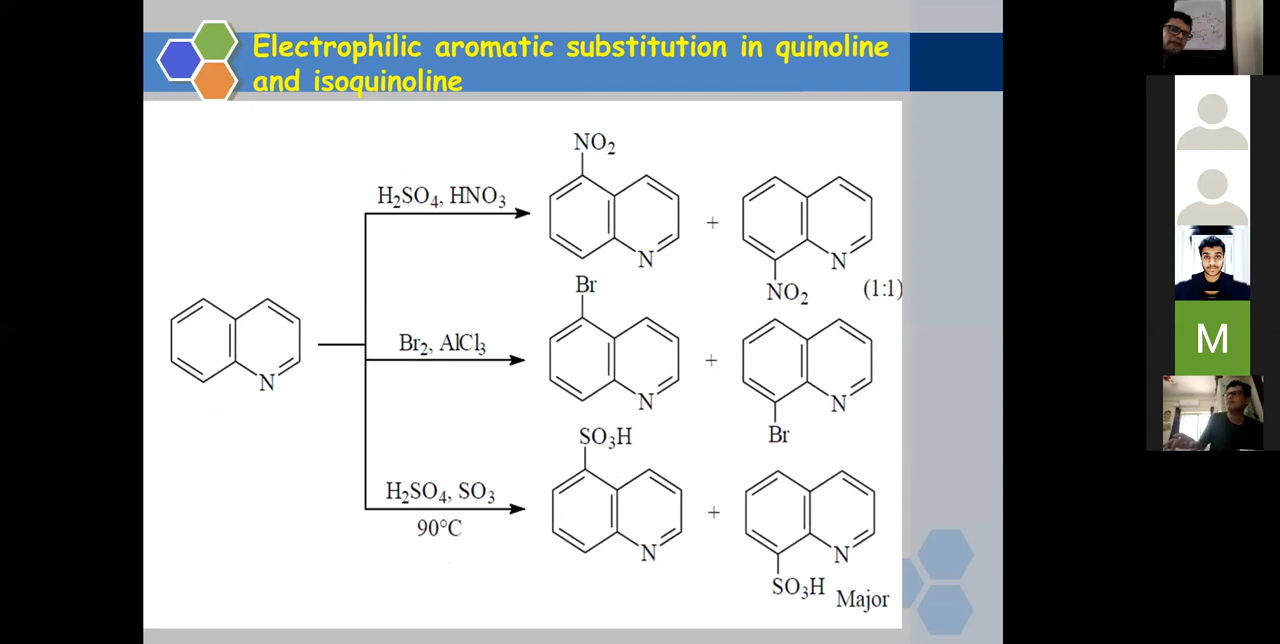 Electrophilic aromatic substitution in quinoline
and isoquinoline
NO2
H2SO4, HNO3
+
N
N
NO2
(1:1)
Br
Br2, AlCl3
+
N
N
N
Br
SO3H
H2SO4, SO3
90°C
+
N
N
SO3H
Major
M